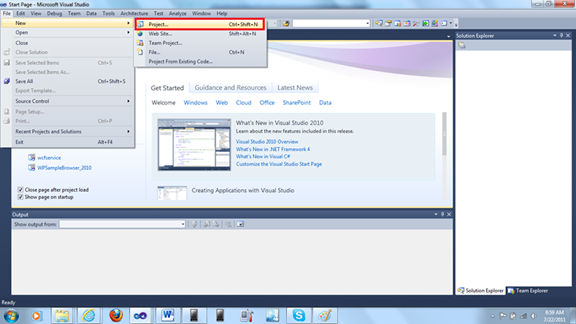 Start Page - Microsoft Visual Studio
File Edit View Debug Team Data Tools Architecture Test Analyze Window Help
New
Open
Close
Close Solution
Save Selected Items Ctrl+S
Save Selected Items As...
Save All Ctrl+Shift+S
Export Template...
Source Control
Page Setup...
Print... Ctrl+P
Recent Projects and Solutions
Exit Alt+F4
Project... Ctrl+Shift+N
Web Site... Shift+Alt+N
Team Project...
File... Ctrl+N
Project From Existing Code...
Get Started Guidance and Resources Latest News
Welcome Windows Web Cloud Office SharePoint Data
What's New in Visual Studio 2010
Learn about the new features included in this release.
Visual Studio 2010 Overview
What's New in .NET Framework 4
What's New in Visual C#
Customize the Visual Studio Start Page
Creating Applications with Visual Studio
wcfservice
WPSampleBrowser_2010
Close page after project load
Show page on startup
Output
Show output from:
Solution Explorer
Solution Explorer Team Explorer
Ready
8:59 AM
7/22/2011